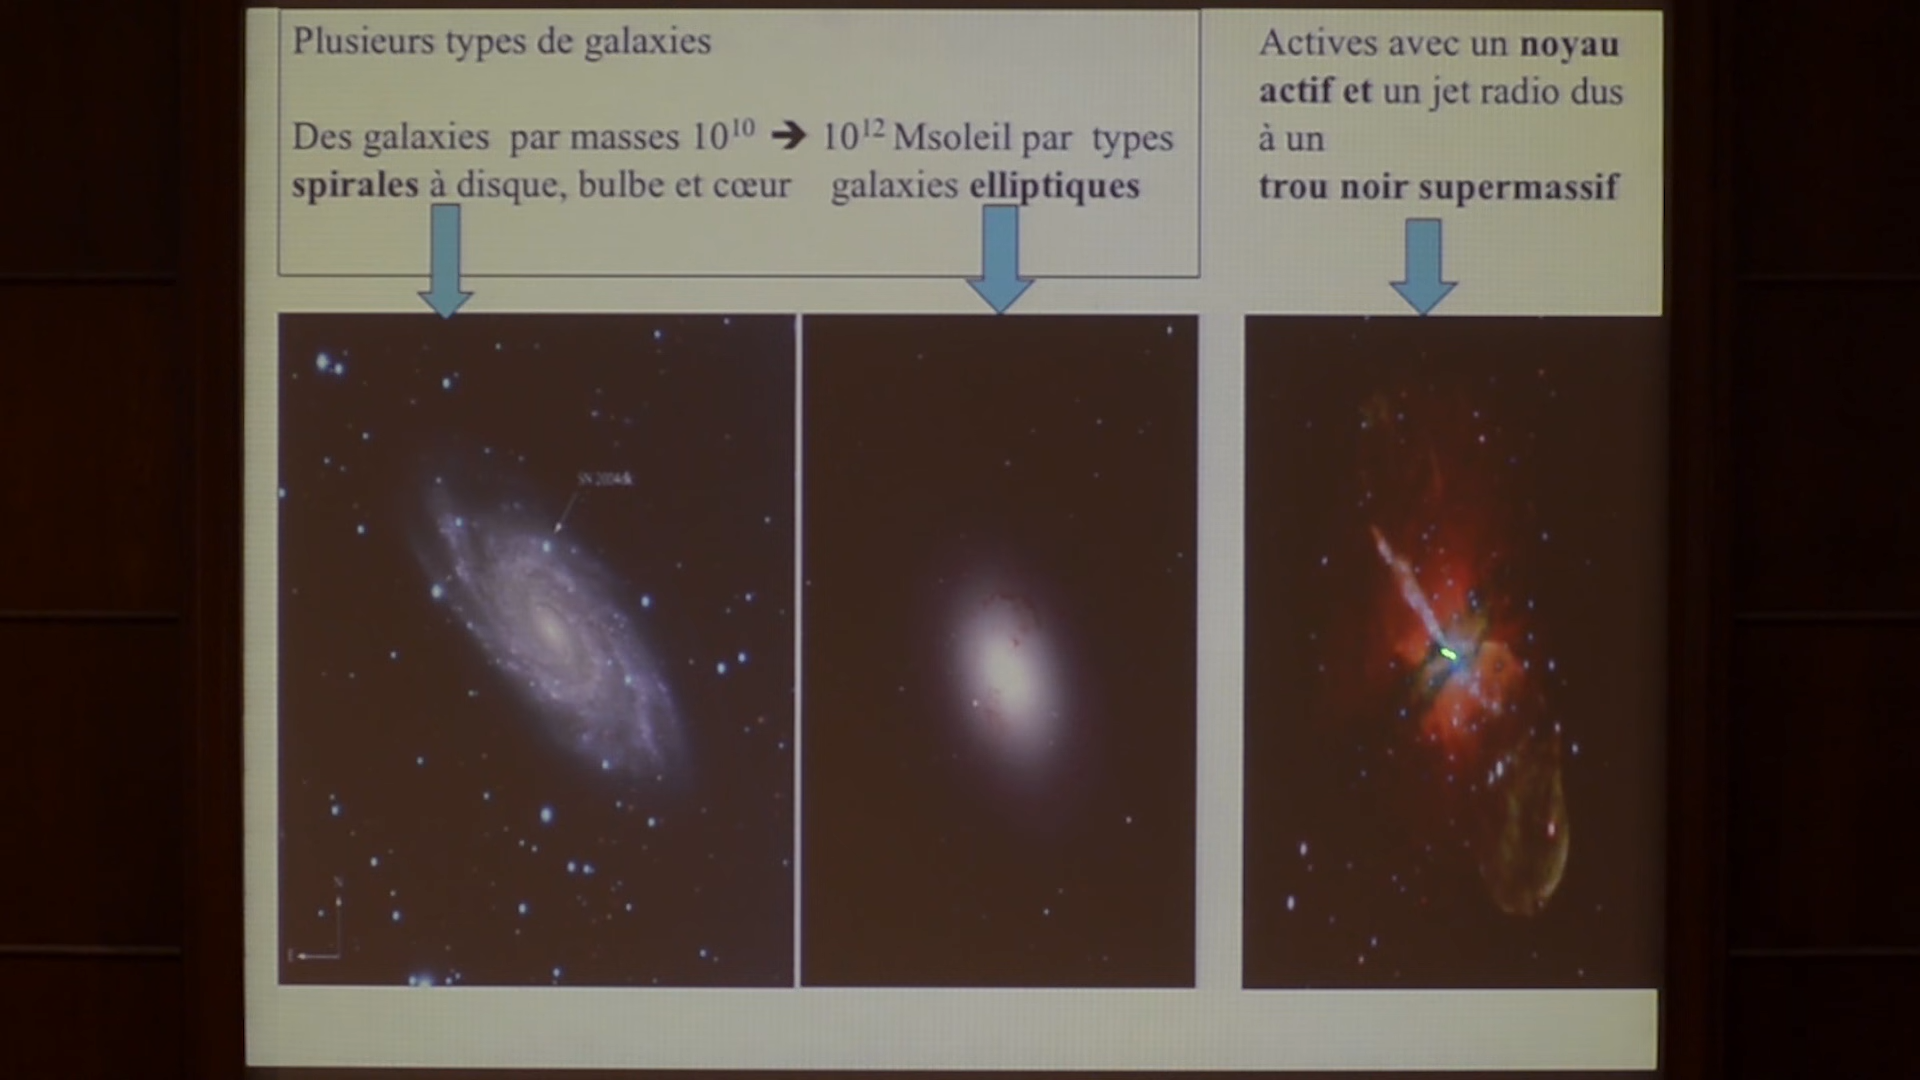 Plusieurs types de galaxies
Des galaxies par masses 10¹⁰ → 10¹² Msoleil par types
spirales à disque, bulbe et cœur galaxies elliptiques
Actives avec un noyau
actif et un jet radio dus
à un
trou noir supermassif
N